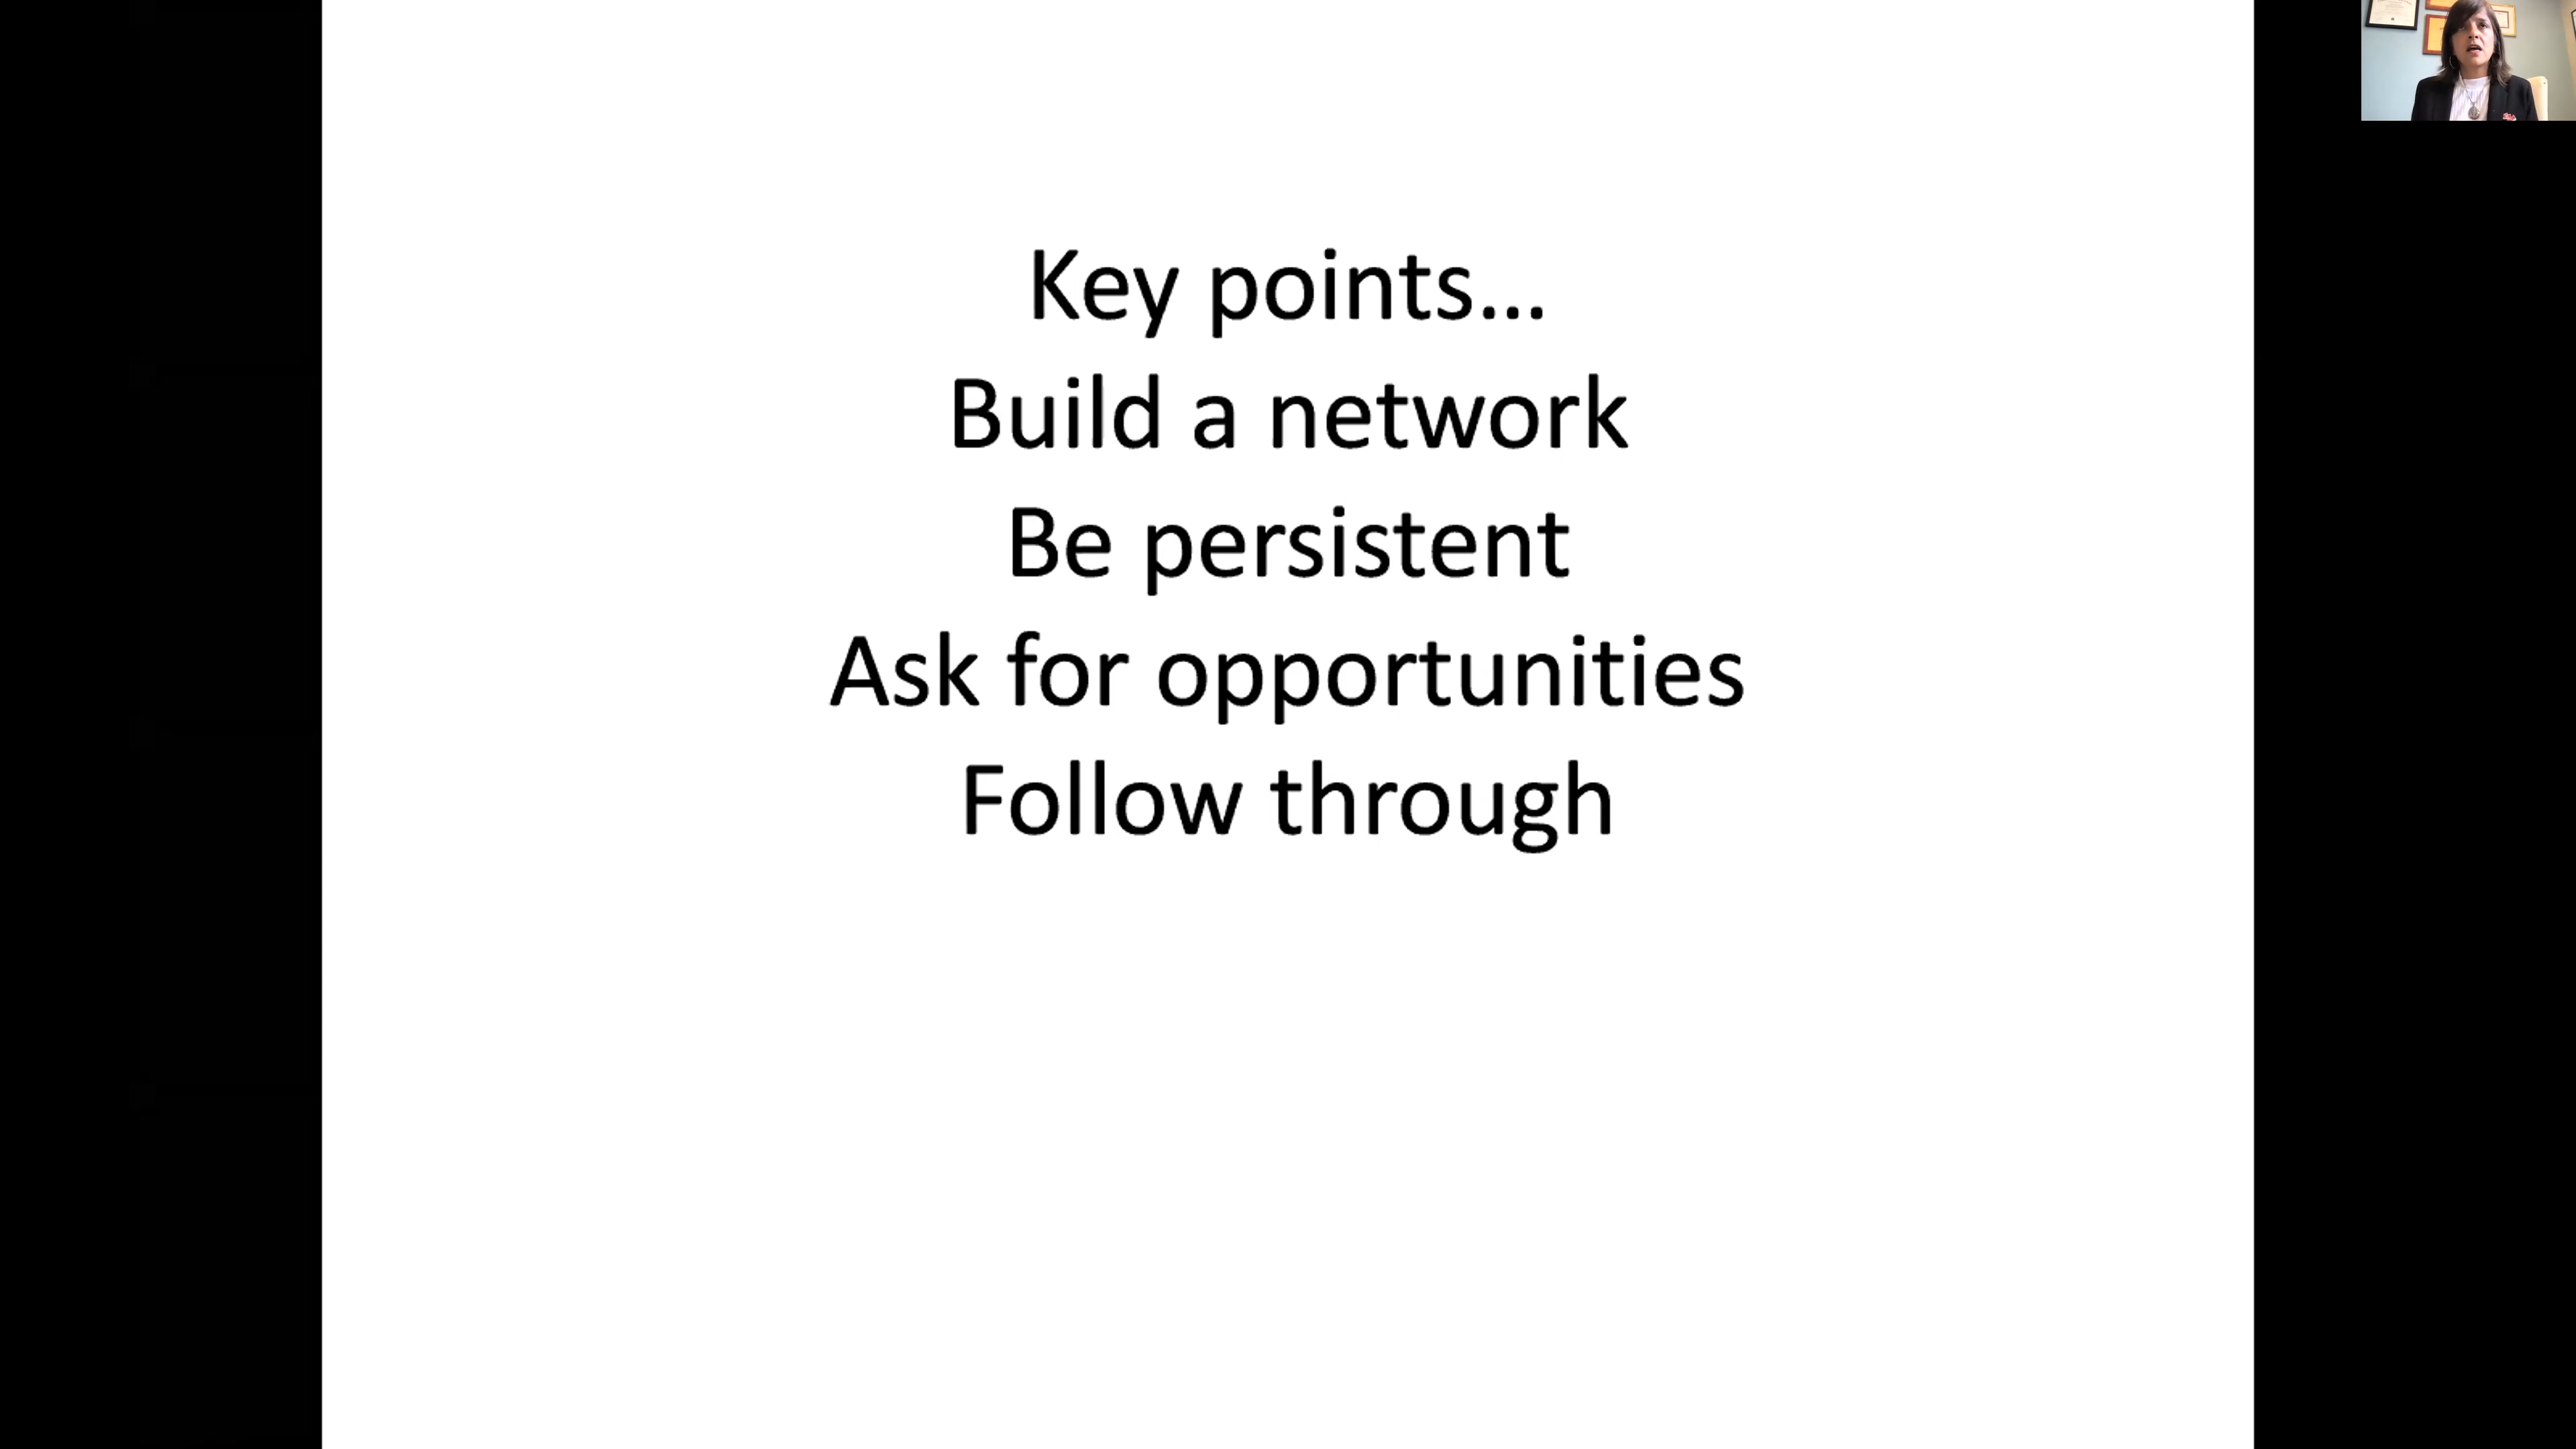 Key points...
Build a network
Be persistent
Ask for opportunities
Follow through